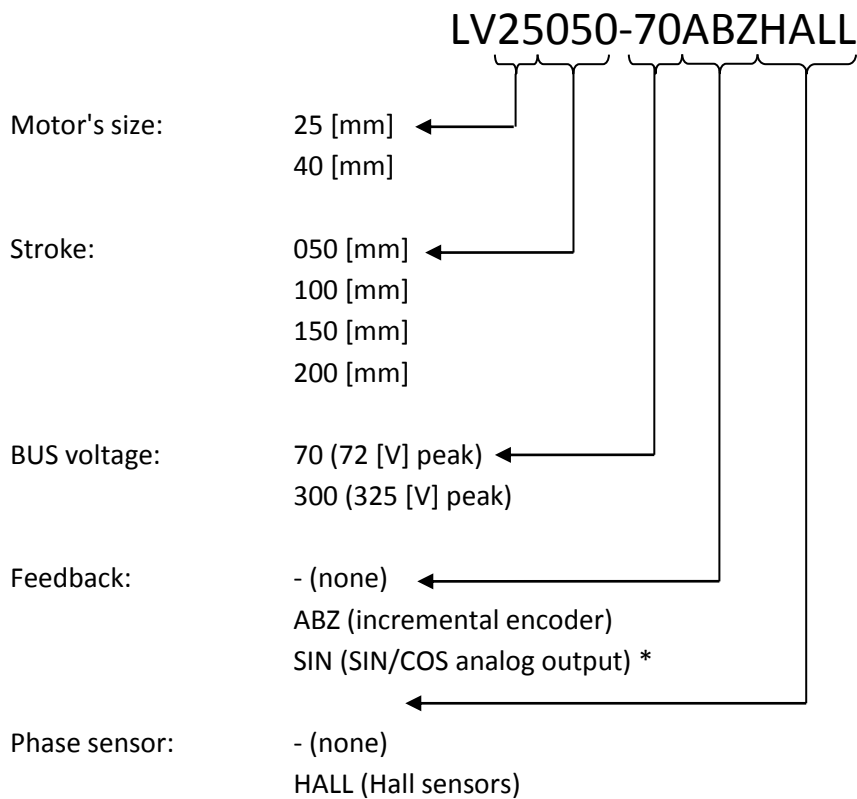 LV25050-70ABZHALL
Motor's size: 25 [mm]
40 [mm]
Stroke: 050 [mm]
100 [mm]
150 [mm]
200 [mm]
BUS voltage: 70 (72 [V] peak)
300 (325 [V] peak)
Feedback: - (none)
ABZ (incremental encoder)
SIN (SIN/COS analog output) *
Phase sensor: - (none)
HALL (Hall sensors)